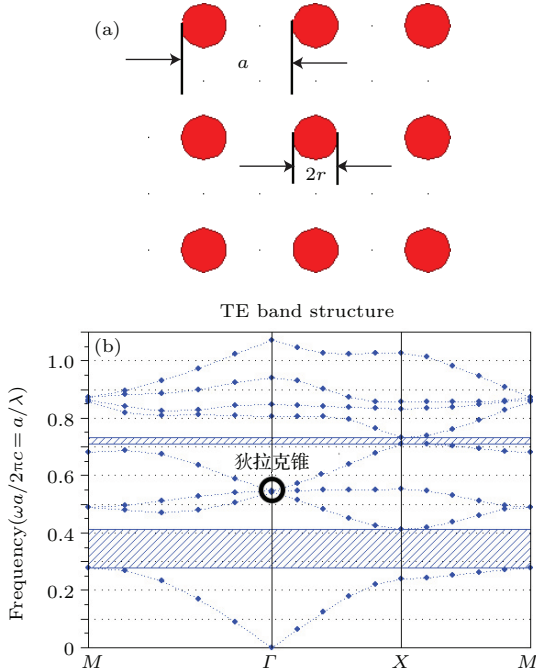 (a)
a
2r
TE band structure
(b)
Frequency(ωa/2πc=a/λ)
1.0
0.8
0.6
0.4
0.2
0
狄拉克锥
M Γ X M